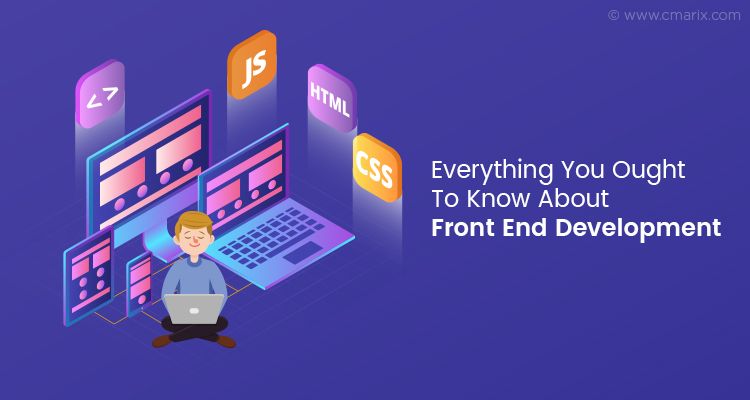 © www.cmarix.com
</>
JS
HTML
CSS
Everything You Ought
To Know About
Front End Development